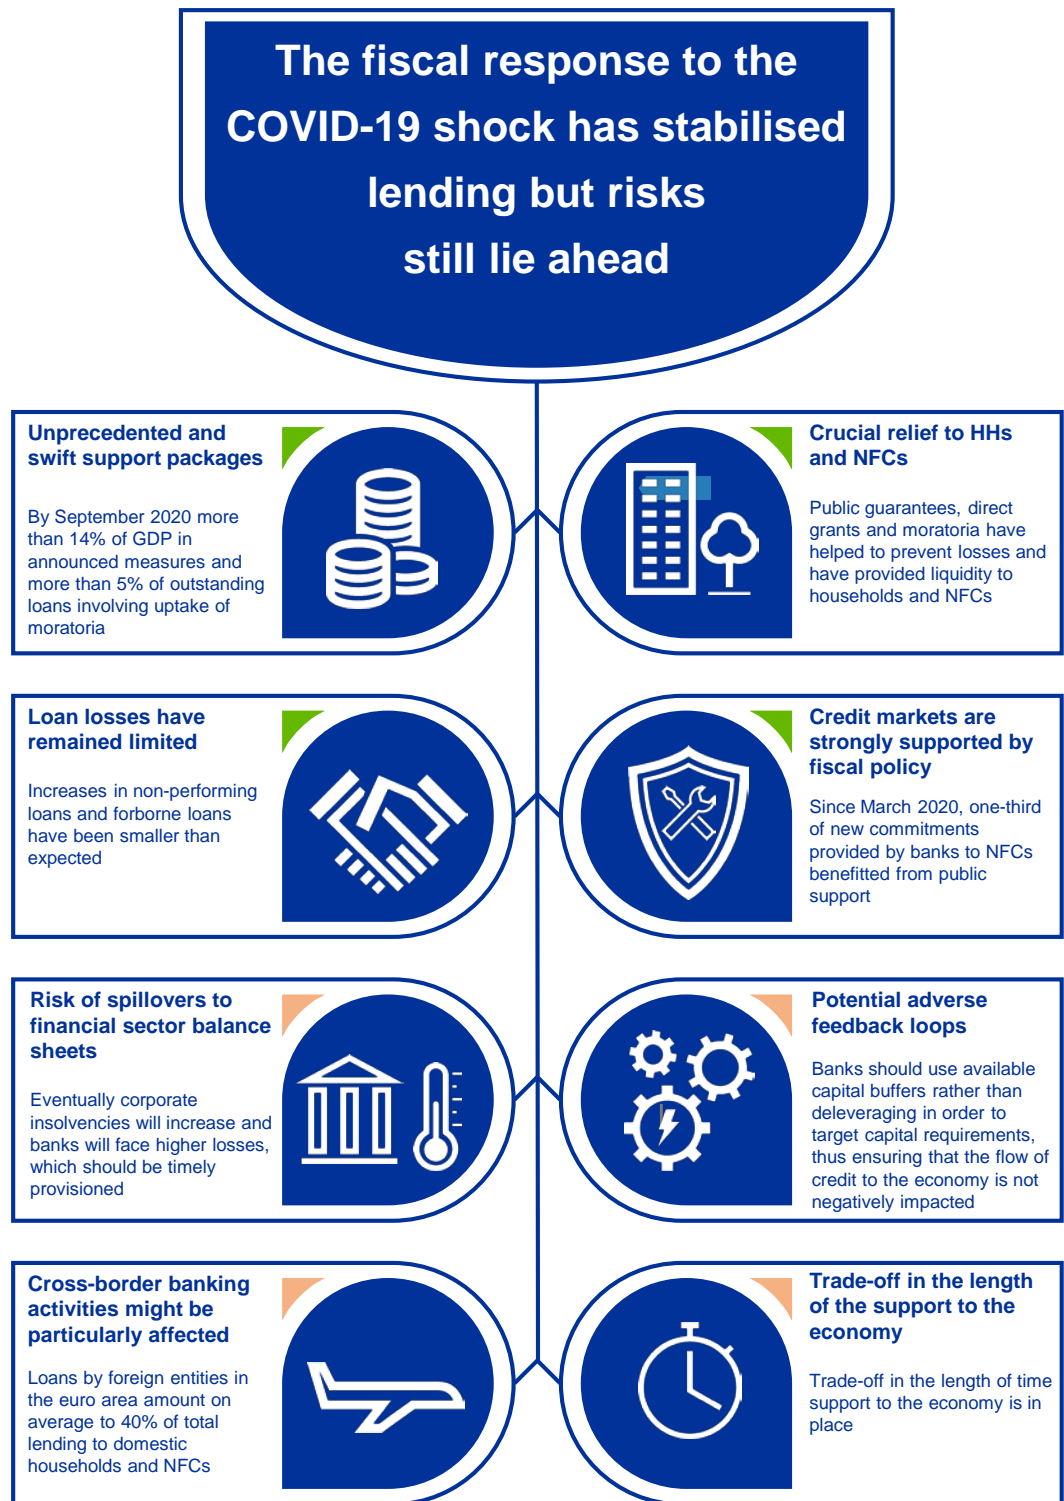 The fiscal response to the
COVID-19 shock has stabilised
lending but risks
still lie ahead
Unprecedented and
swift support packages
By September 2020 more
than 14% of GDP in
announced measures and
more than 5% of outstanding
loans involving uptake of
moratoria
Crucial relief to HHs
and NFCs
Public guarantees, direct
grants and moratoria have
helped to prevent losses and
have provided liquidity to
households and NFCs
Loan losses have
remained limited
Increases in non-performing
loans and forborne loans
have been smaller than
expected
Credit markets are
strongly supported by
fiscal policy
Since March 2020, one-third
of new commitments
provided by banks to NFCs
benefitted from public
support
Risk of spillovers to
financial sector balance
sheets
Eventually corporate
insolvencies will increase and
banks will face higher losses,
which should be timely
provisioned
Potential adverse
feedback loops
Banks should use available
capital buffers rather than
deleveraging in order to
target capital requirements,
thus ensuring that the flow of
credit to the economy is not
negatively impacted
Cross-border banking
activities might be
particularly affected
Loans by foreign entities in
the euro area amount on
average to 40% of total
lending to domestic
households and NFCs
Trade-off in the length
of the support to the
economy
Trade-off in the length of time
support to the economy is in
place